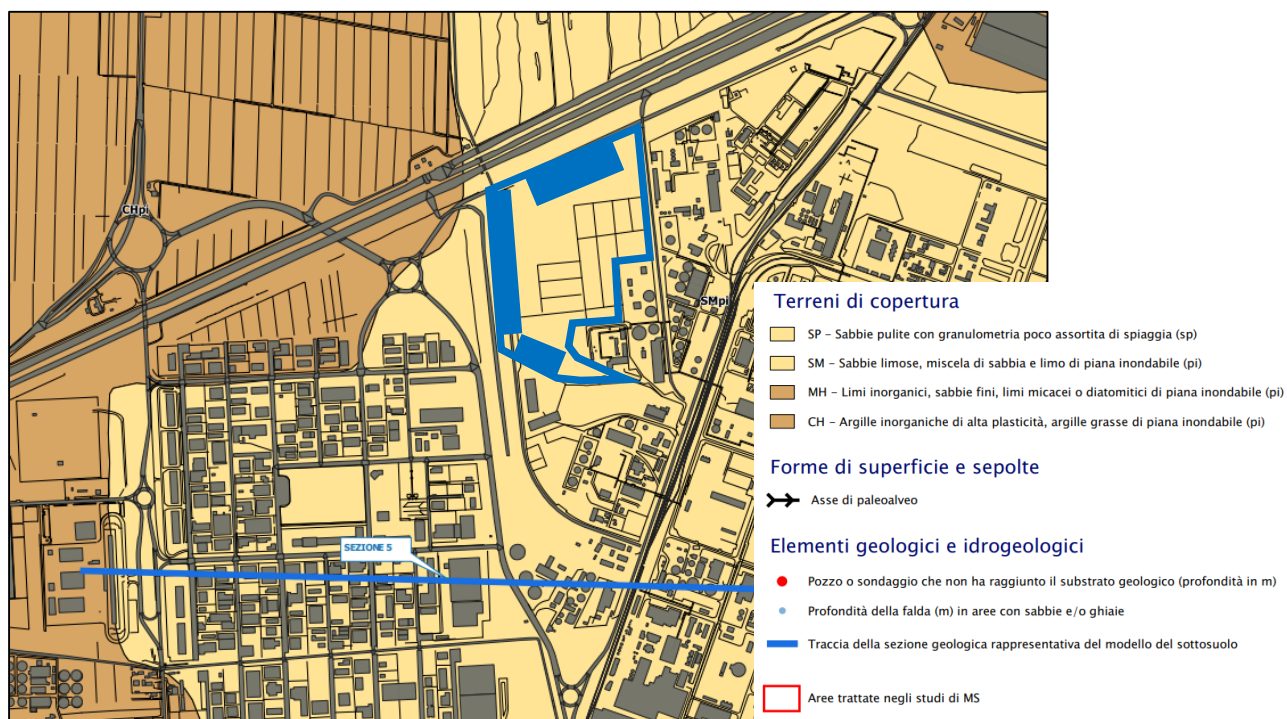 CHpi
SMpi
SEZIONE 5
Terreni di copertura
SP – Sabbie pulite con granulometria poco assortita di spiaggia (sp)
SM – Sabbie limose, miscela di sabbia e limo di piana inondabile (pi)
MH – Limi inorganici, sabbie fini, limi micacei o diatomitici di piana inondabile (pi)
CH – Argille inorganiche di alta plasticità, argille grasse di piana inondabile (pi)
Forme di superficie e sepolte
Asse di paleoalveo
Elementi geologici e idrogeologici
Pozzo o sondaggio che non ha raggiunto il substrato geologico (profondità in m)
Profondità della falda (m) in aree con sabbie e/o ghiaie
Traccia della sezione geologica rappresentativa del modello del sottosuolo
Aree trattate negli studi di MS